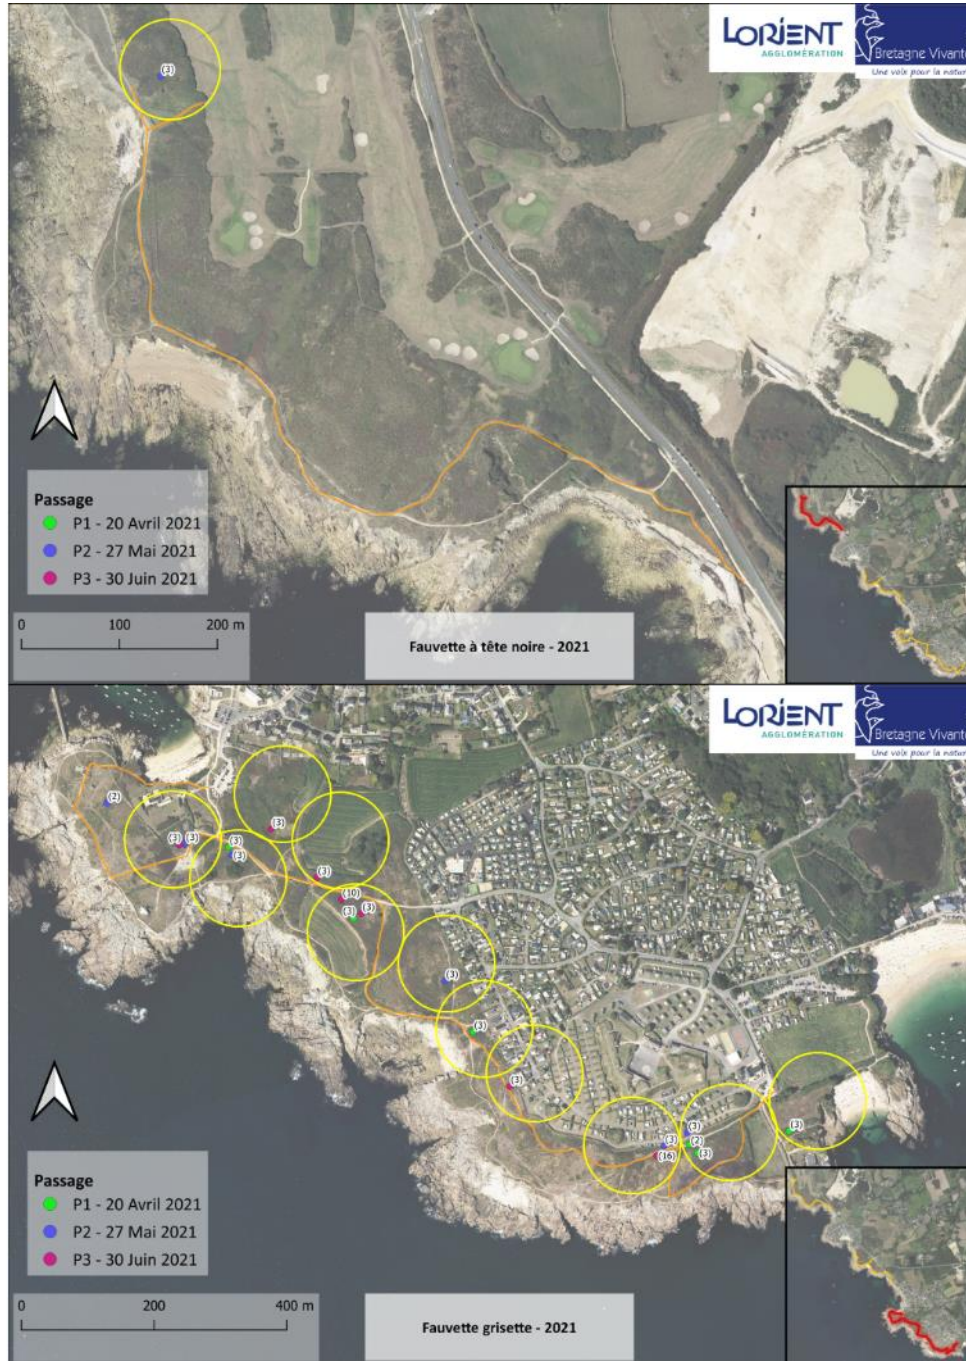 LORIENT
AGGLOMÉRATION
Bretagne Vivante
Une voix pour la natur
(3)
Passage
P1 - 20 Avril 2021
P2 - 27 Mai 2021
P3 - 30 Juin 2021
0 100 200 m
Fauvette à tête noire - 2021
LORIENT
AGGLOMÉRATION
Bretagne Vivante
Une voix pour la natur
(2)
(3)
(3)
(3)
(3)
(3)
(3)
(10)
(3)
(3)
(3)
(3)
(3)
(3)
(3)
(3)
(2)
(3)
(16)
Passage
P1 - 20 Avril 2021
P2 - 27 Mai 2021
P3 - 30 Juin 2021
0 200 400 m
Fauvette grisette - 2021